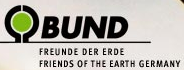 BUND
FREUNDE DER ERDE
FRIENDS OF THE EARTH GERMANY